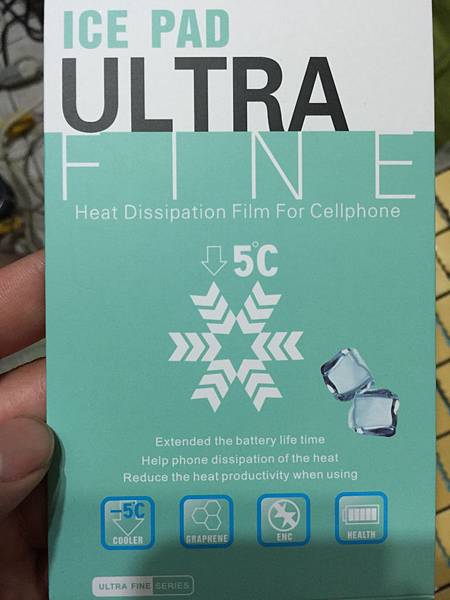 ICE PAD
ULTRA
FINE
Heat Dissipation Film For Cellphone
5°C
Extended the battery life time
Help phone dissipation of the heat
Reduce the heat productivity when using
-5°C
COOLER
GRAPHENE
ENC
HEALTH
ULTRA FINE SERIES